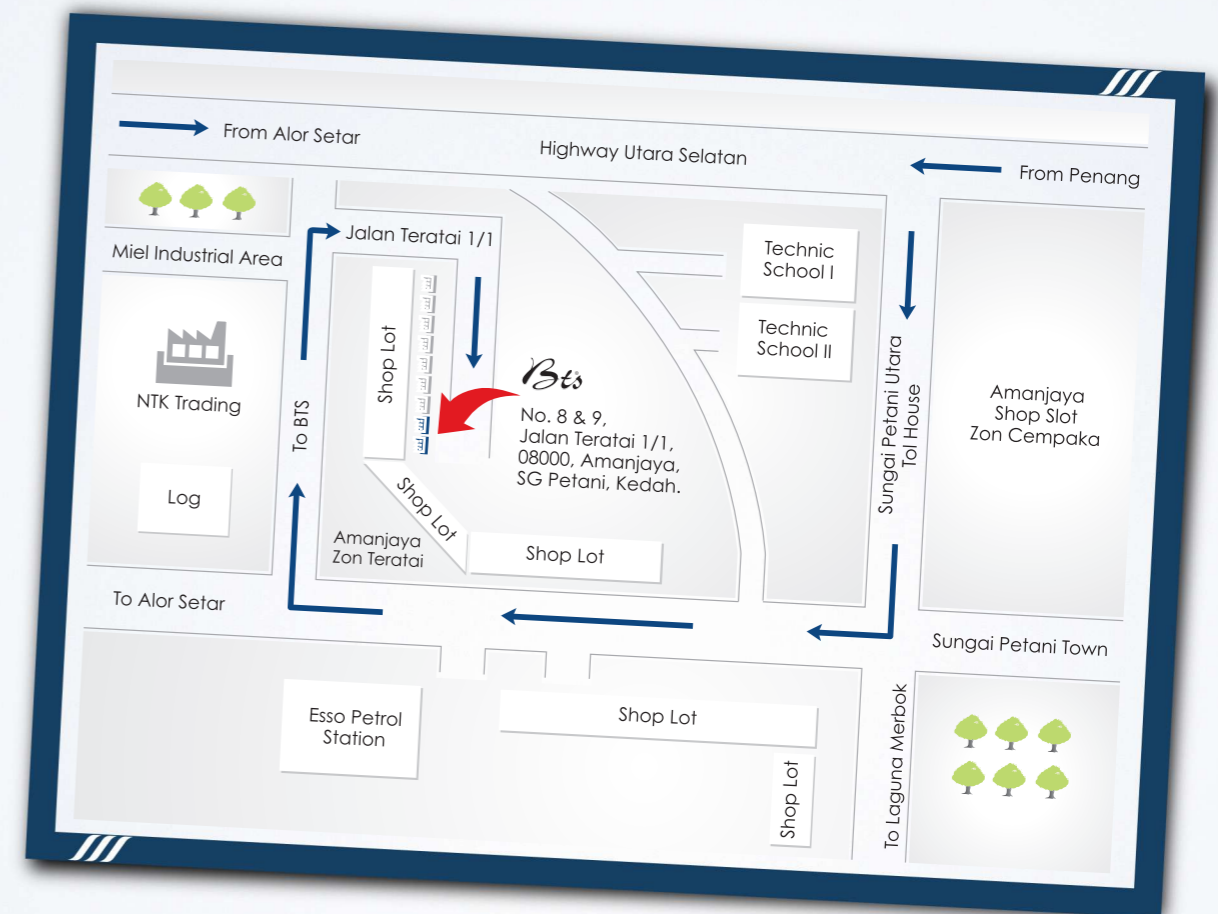 From Alor Setar
Highway Utara Selatan
From Penang
Miel Industrial Area
Jalan Teratai 1/1
Technic
School I
Technic
School II
NTK Trading
Log
To BTS
Shop Lot
Bts
No. 8 & 9,
Jalan Teratai 1/1,
08000, Amanjaya,
SG Petani, Kedah.
Sungai Petani Utara
Tol House
Amanjaya
Shop Slot
Zon Cempaka
Shop Lot
Amanjaya
Zon Teratai
Shop Lot
To Alor Setar
Sungai Petani Town
Esso Petrol
Station
Shop Lot
Shop Lot
To Laguna Merbok